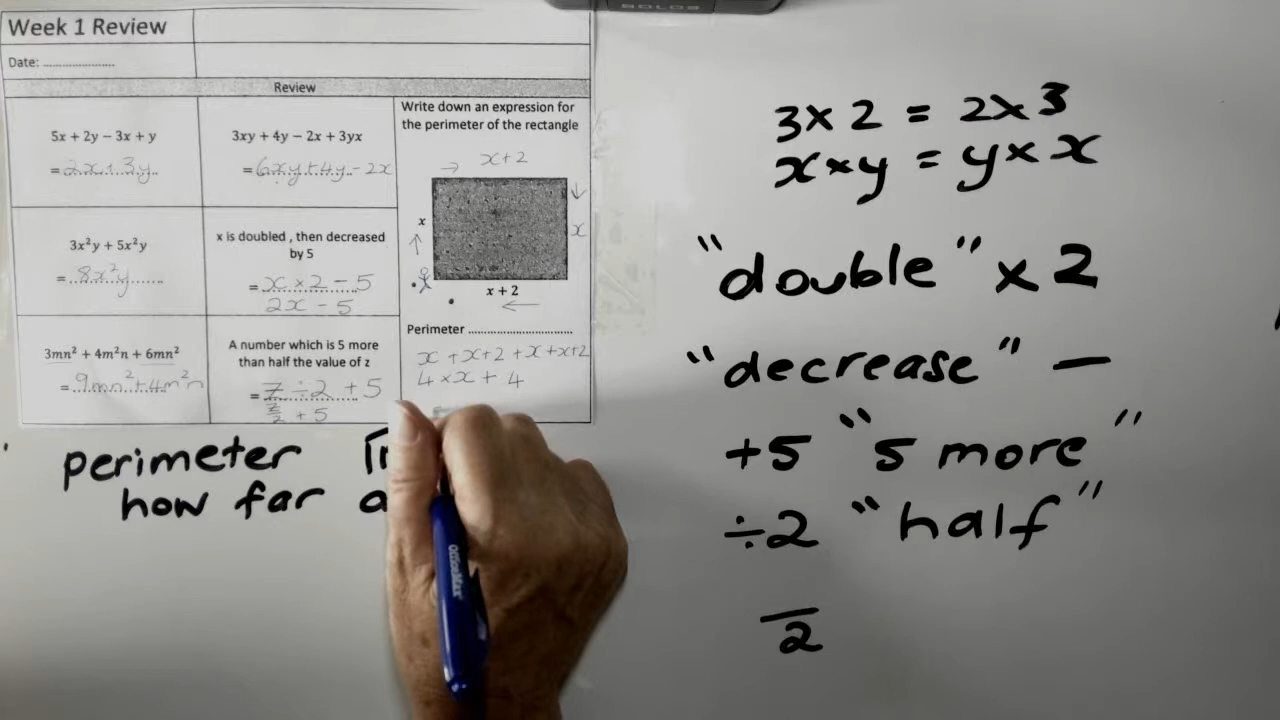 BOLOS
Week 1 Review
Date: ......................
Review
5x + 2y − 3x + y
= 2x + 3y
3xy + 4y − 2x + 3yx
= 6xy + 4y - 2x
Write down an expression for
the perimeter of the rectangle
x + 2
x
x
x + 2
3x²y + 5x²y
= 8x²y
x is doubled , then decreased
by 5
= x × 2 - 5
2x - 5
Perimeter ................................
x + x+2 + x + x+2
4 × x + 4
3mn² + 4m²n + 6mn²
= 9mn² + 4m²n
A number which is 5 more
than half the value of z
= z ÷ 2 + 5
z/2 + 5
perimeter
how far
3 × 2 = 2 × 3
x × y = y × x
"double" × 2
"decrease" −
+5 "5 more"
÷2 "half"
2
OfficeMax